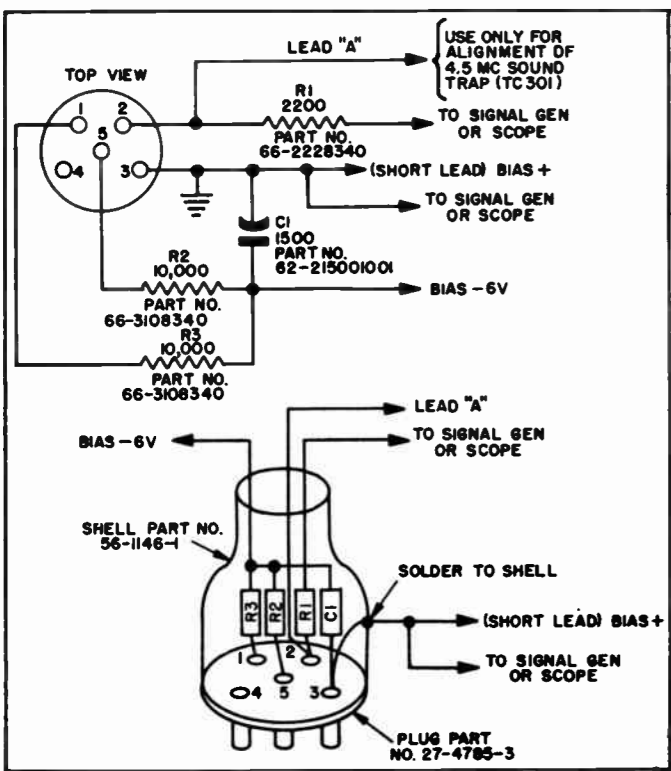 LEAD "A"
USE ONLY FOR
ALIGNMENT OF
4.5 MC SOUND
TRAP (TC301)
TOP VIEW
1
2
5
4
3
R1
2200
PART NO.
66-2228340
TO SIGNAL GEN
OR SCOPE
(SHORT LEAD) BIAS+
TO SIGNAL GEN
OR SCOPE
C1
1500
PART NO.
62-215001001
R2
10,000
PART NO.
66-3108340
BIAS-6V
R3
10,000
PART NO.
66-3108340
LEAD "A"
BIAS-6V
TO SIGNAL GEN
OR SCOPE
SHELL PART NO.
56-1146-1
SOLDER TO SHELL
R3
R2
R1
C1
(SHORT LEAD) BIAS+
1
2
4
5
3
TO SIGNAL GEN
OR SCOPE
PLUG PART
NO. 27-4785-3